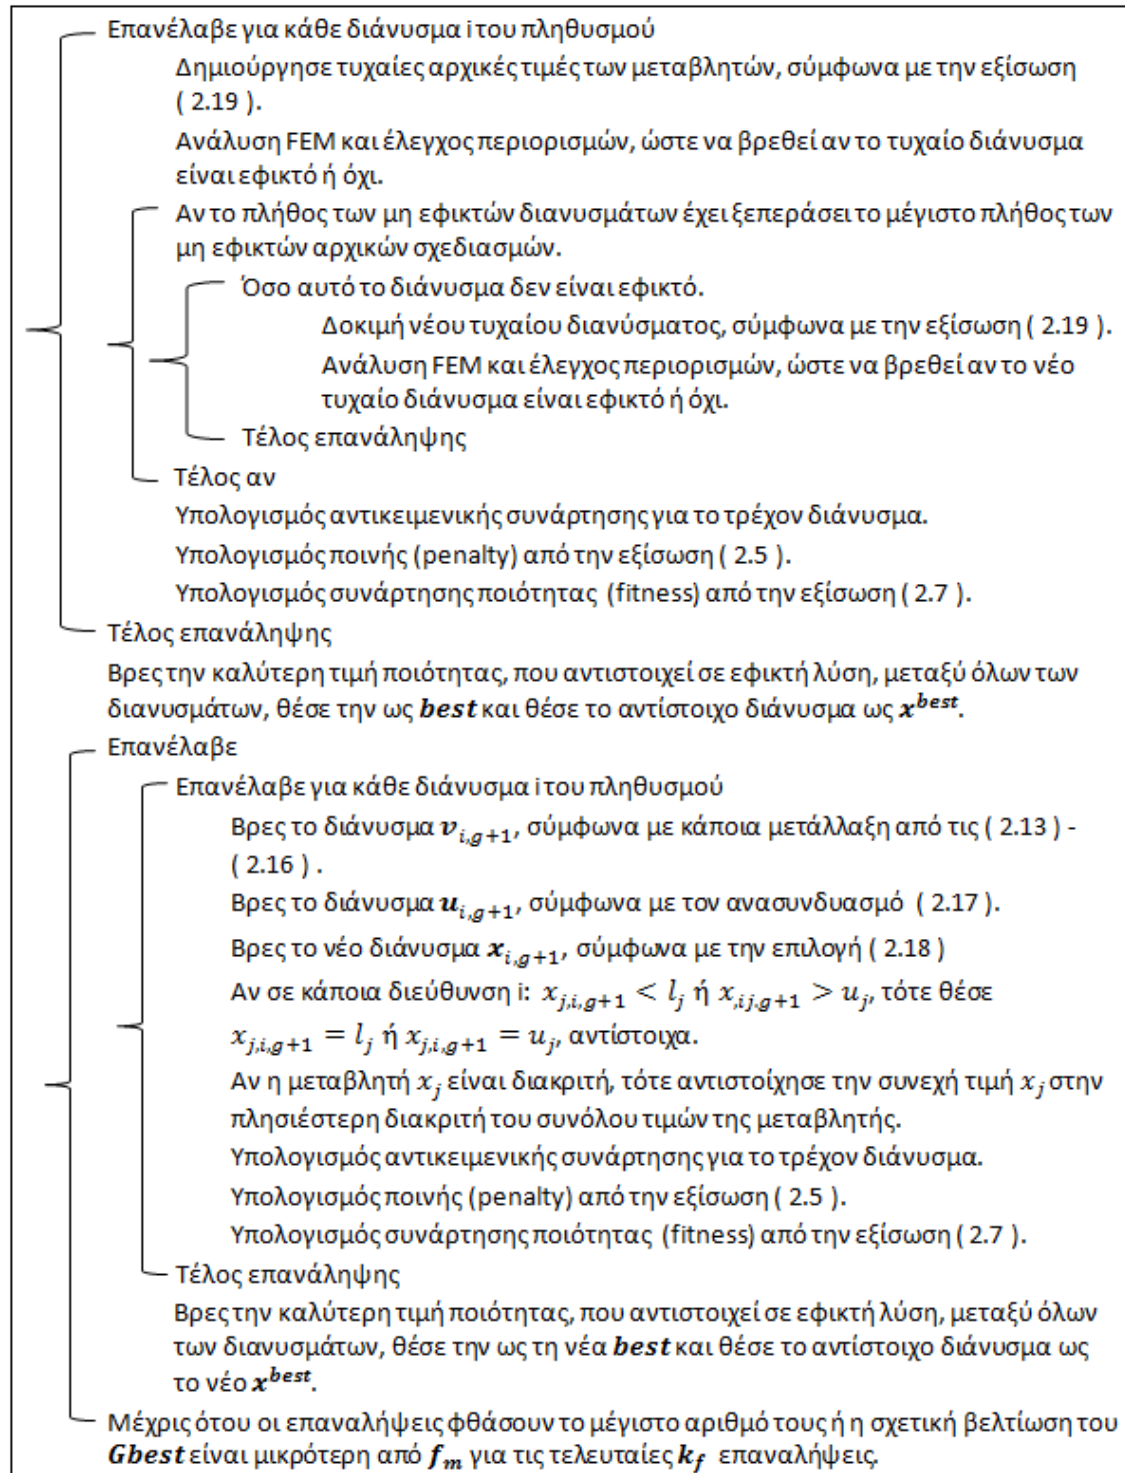 Επανέλαβε για κάθε διάνυσμα i του πληθυσμού
Δημιούργησε τυχαίες αρχικές τιμές των μεταβλητών, σύμφωνα με την εξίσωση
( 2.19 ).
Ανάλυση FEM και έλεγχος περιορισμών, ώστε να βρεθεί αν το τυχαίο διάνυσμα
είναι εφικτό ή όχι.
Αν το πλήθος των μη εφικτών διανυσμάτων έχει ξεπεράσει το μέγιστο πλήθος των
μη εφικτών αρχικών σχεδιασμών.
Όσο αυτό το διάνυσμα δεν είναι εφικτό.
Δοκιμή νέου τυχαίου διανύσματος, σύμφωνα με την εξίσωση ( 2.19 ).
Ανάλυση FEM και έλεγχος περιορισμών, ώστε να βρεθεί αν το νέο
τυχαίο διάνυσμα είναι εφικτό ή όχι.
Τέλος επανάληψης
Τέλος αν
Υπολογισμός αντικειμενικής συνάρτησης για το τρέχον διάνυσμα.
Υπολογισμός ποινής (penalty) από την εξίσωση ( 2.5 ).
Υπολογισμός συνάρτησης ποιότητας (fitness) από την εξίσωση ( 2.7 ).
Τέλος επανάληψης
Βρες την καλύτερη τιμή ποιότητας, που αντιστοιχεί σε εφικτή λύση, μεταξύ όλων των
διανυσμάτων, θέσε την ως best και θέσε το αντίστοιχο διάνυσμα ως x^{best}.
Επανέλαβε
Επανέλαβε για κάθε διάνυσμα i του πληθυσμού
Βρες το διάνυσμα v_{i,g+1}, σύμφωνα με κάποια μετάλλαξη από τις ( 2.13 ) -
( 2.16 ) .
Βρες το διάνυσμα u_{i,g+1}, σύμφωνα με τον ανασυνδυασμό ( 2.17 ).
Βρες το νέο διάνυσμα x_{i,g+1}, σύμφωνα με την επιλογή ( 2.18 )
Αν σε κάποια διεύθυνση i: x_{j,i,g+1} < l_j ή x_{,ij,g+1} > u_j, τότε θέσε
x_{j,i,g+1} = l_j ή x_{j,i,g+1} = u_j, αντίστοιχα.
Αν η μεταβλητή x_j είναι διακριτή, τότε αντιστοίχησε την συνεχή τιμή x_j στην
πλησιέστερη διακριτή του συνόλου τιμών της μεταβλητής.
Υπολογισμός αντικειμενικής συνάρτησης για το τρέχον διάνυσμα.
Υπολογισμός ποινής (penalty) από την εξίσωση ( 2.5 ).
Υπολογισμός συνάρτησης ποιότητας (fitness) από την εξίσωση ( 2.7 ).
Τέλος επανάληψης
Βρες την καλύτερη τιμή ποιότητας, που αντιστοιχεί σε εφικτή λύση, μεταξύ όλων
των διανυσμάτων, θέσε την ως τη νέα best και θέσε το αντίστοιχο διάνυσμα ως
το νέο x^{best}.
Μέχρις ότου οι επαναλήψεις φθάσουν το μέγιστο αριθμό τους ή η σχετική βελτίωση του
Gbest είναι μικρότερη από f_m για τις τελευταίες k_f επαναλήψεις.